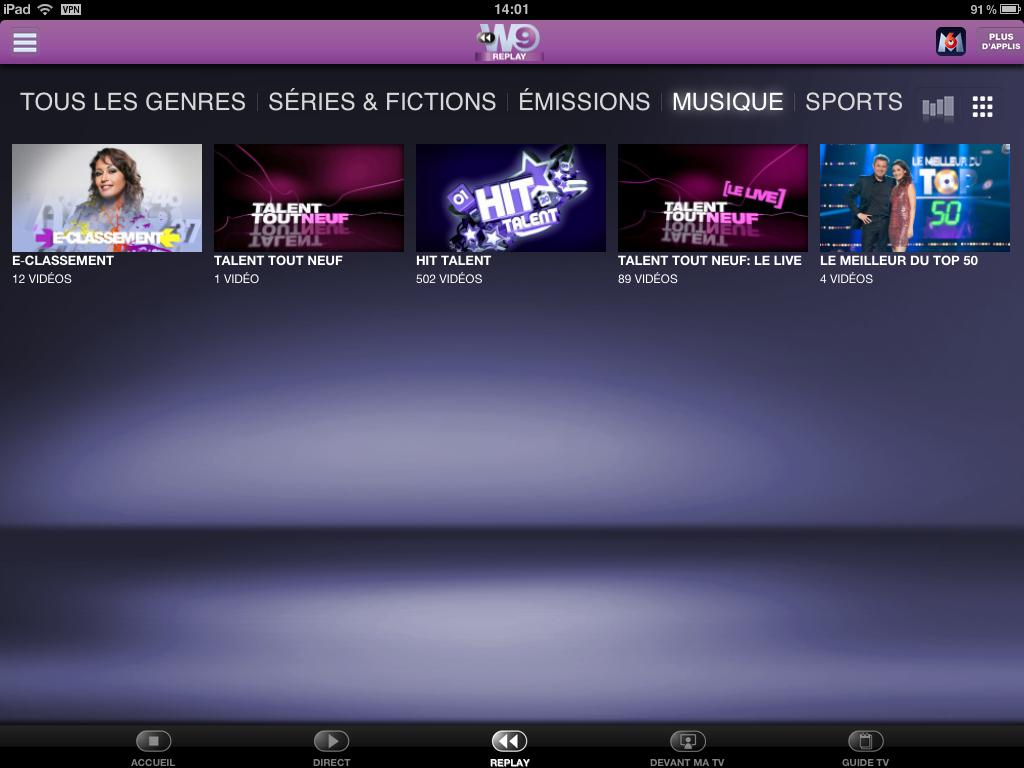 iPad VPN 14:01 91 %
W9 REPLAY
M6
PLUS D'APPLIS
TOUS LES GENRES SÉRIES & FICTIONS ÉMISSIONS MUSIQUE SPORTS
E-CLASSEMENT
TALENT TOUT NEUF
HIT TALENT
[LE LIVE]
TALENT TOUT NEUF
LE MEILLEUR DU TOP 50
E-CLASSEMENT
12 VIDÉOS
TALENT TOUT NEUF
1 VIDÉO
HIT TALENT
502 VIDÉOS
TALENT TOUT NEUF: LE LIVE
89 VIDÉOS
LE MEILLEUR DU TOP 50
4 VIDÉOS
ACCUEIL DIRECT REPLAY DEVANT MA TV GUIDE TV